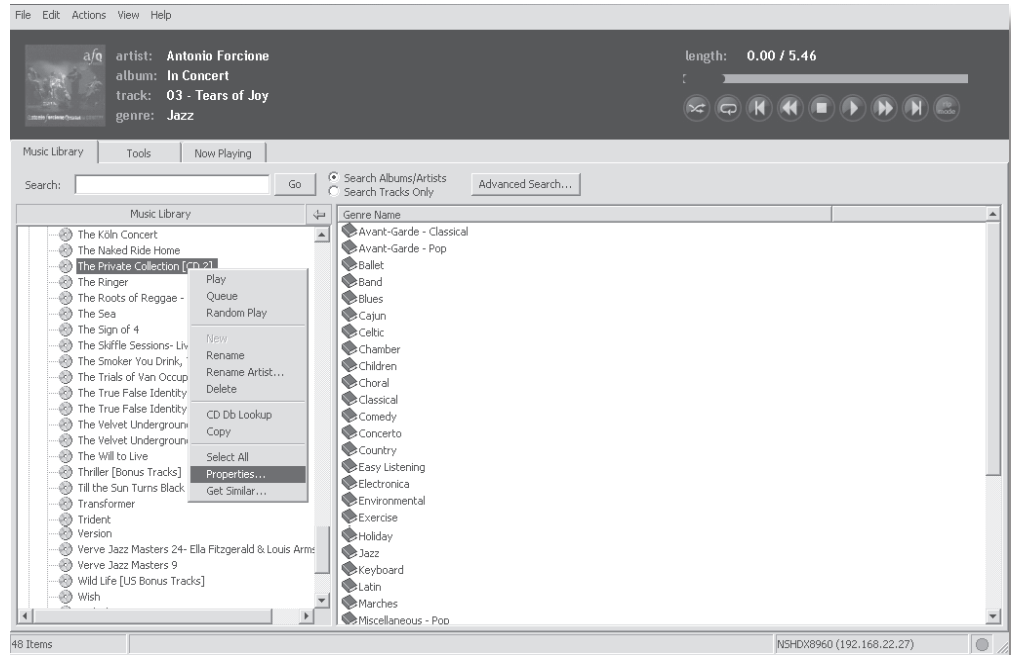 File Edit Actions View Help
afq
artist: Antonio Forcione
album: In Concert
track: 03 - Tears of Joy
genre: Jazz
length: 0.00 / 5.46
Music Library Tools Now Playing
Search: Go
Search Albums/Artists
Search Tracks Only
Advanced Search...
Music Library
The Köln Concert
The Naked Ride Home
The Private Collection [CD 2]
The Ringer
The Roots of Reggae -
The Sea
The Sign of 4
The Skiffle Sessions- Liv
The Smoker You Drink,
The Trials of Van Occup
The True False Identity
The True False Identity
The Velvet Underground
The Velvet Underground
The Will to Live
Thriller [Bonus Tracks]
Till the Sun Turns Black
Transformer
Trident
Version
Verve Jazz Masters 24- Ella Fitzgerald & Louis Arms
Verve Jazz Masters 9
Wild Life [US Bonus Tracks]
Wish
Play
Queue
Random Play
New
Rename
Rename Artist...
Delete
CD Db Lookup
Copy
Select All
Properties...
Get Similar...
Genre Name
Avant-Garde - Classical
Avant-Garde - Pop
Ballet
Band
Blues
Cajun
Celtic
Chamber
Children
Choral
Classical
Comedy
Concerto
Country
Easy Listening
Electronica
Environmental
Exercise
Holiday
Jazz
Keyboard
Latin
Marches
Miscellaneous - Pop
48 Items
NSHDX8960 (192.168.22.27)